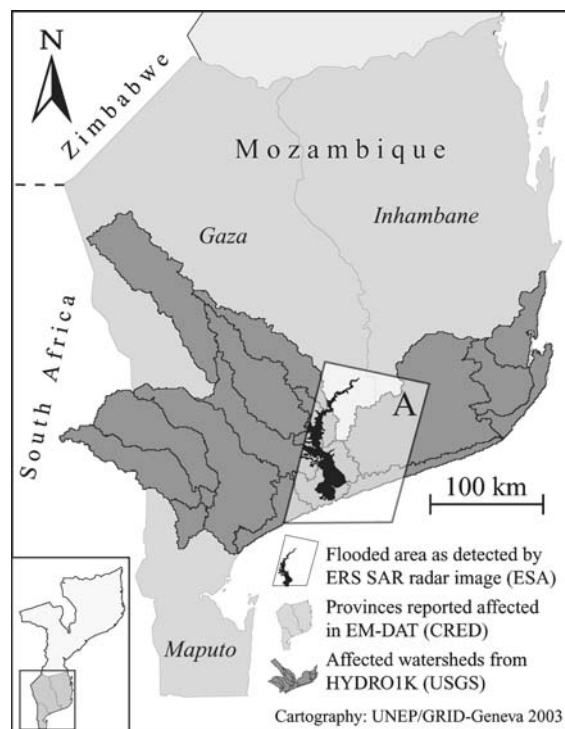 N
Zimbabwe
Mozambique
Inhambane
Gaza
South Africa
A
100 km
Flooded area as detected by
ERS SAR radar image (ESA)
Provinces reported affected
in EM-DAT (CRED)
Maputo
Affected watersheds from
HYDRO1K (USGS)
Cartography: UNEP/GRID-Geneva 2003